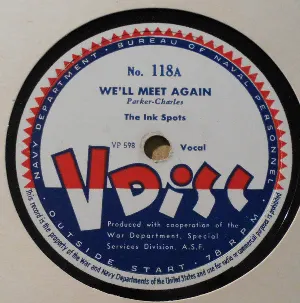 NAVY DEPARTMENT · BUREAU OF NAVAL PERSONNEL
No. 118A
WE'LL MEET AGAIN
Parker-Charles
The Ink Spots
VP 598
Vocal
V DISC
Produced with cooperation of the
War Department, Special
Services Division, A.S.F.
OUTSIDE START · 78 RPM
This record is the property of the War and Navy Departments of the United States and use for radio or commercial purpose is prohibited